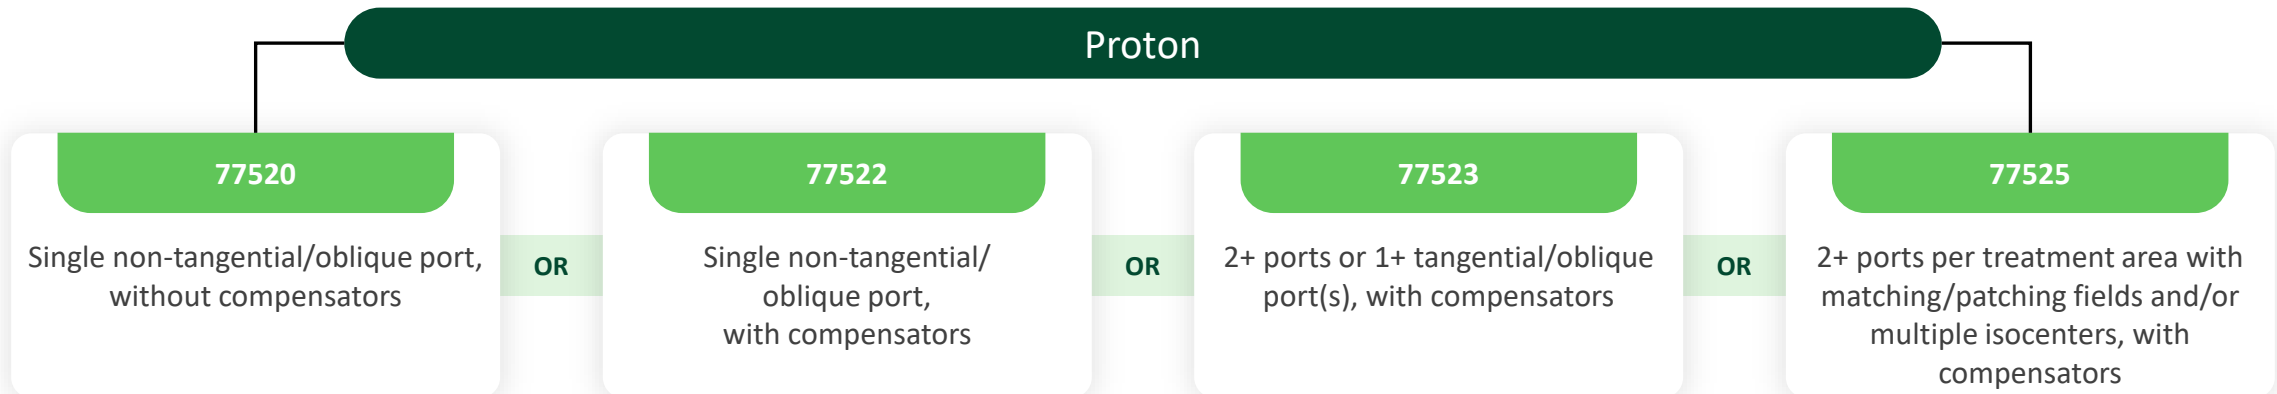 Proton
77520
Single non-tangential/oblique port,
without compensators
OR
77522
Single non-tangential/
oblique port,
with compensators
OR
77523
2+ ports or 1+ tangential/oblique
port(s), with compensators
OR
77525
2+ ports per treatment area with
matching/patching fields and/or
multiple isocenters, with
compensators